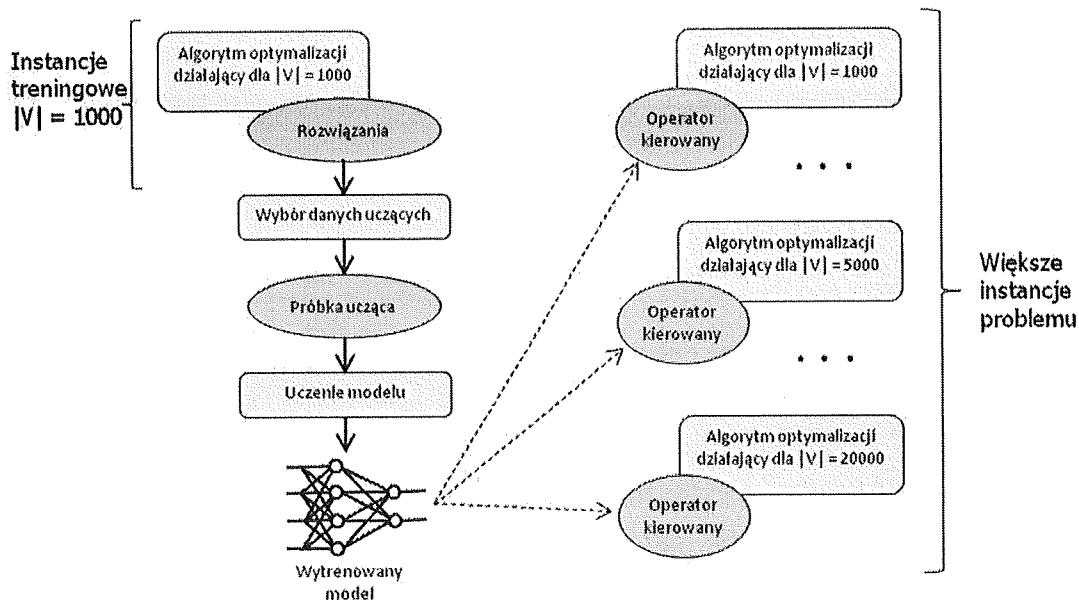 Instancje
treningowe
|V| = 1000
Algorytm optymalizacji
działający dla |V| = 1000
Rozwiązania
Wybór danych uczących
Próbka ucząca
Uczenie modelu
Wytrenowany
model
Algorytm optymalizacji
działający dla |V| = 1000
Operator
kierowany
. . .
Algorytm optymalizacji
działający dla |V| = 5000
Operator
kierowany
. . .
Algorytm optymalizacji
działający dla |V| = 20000
Operator
kierowany
Większe
instancje
problemu